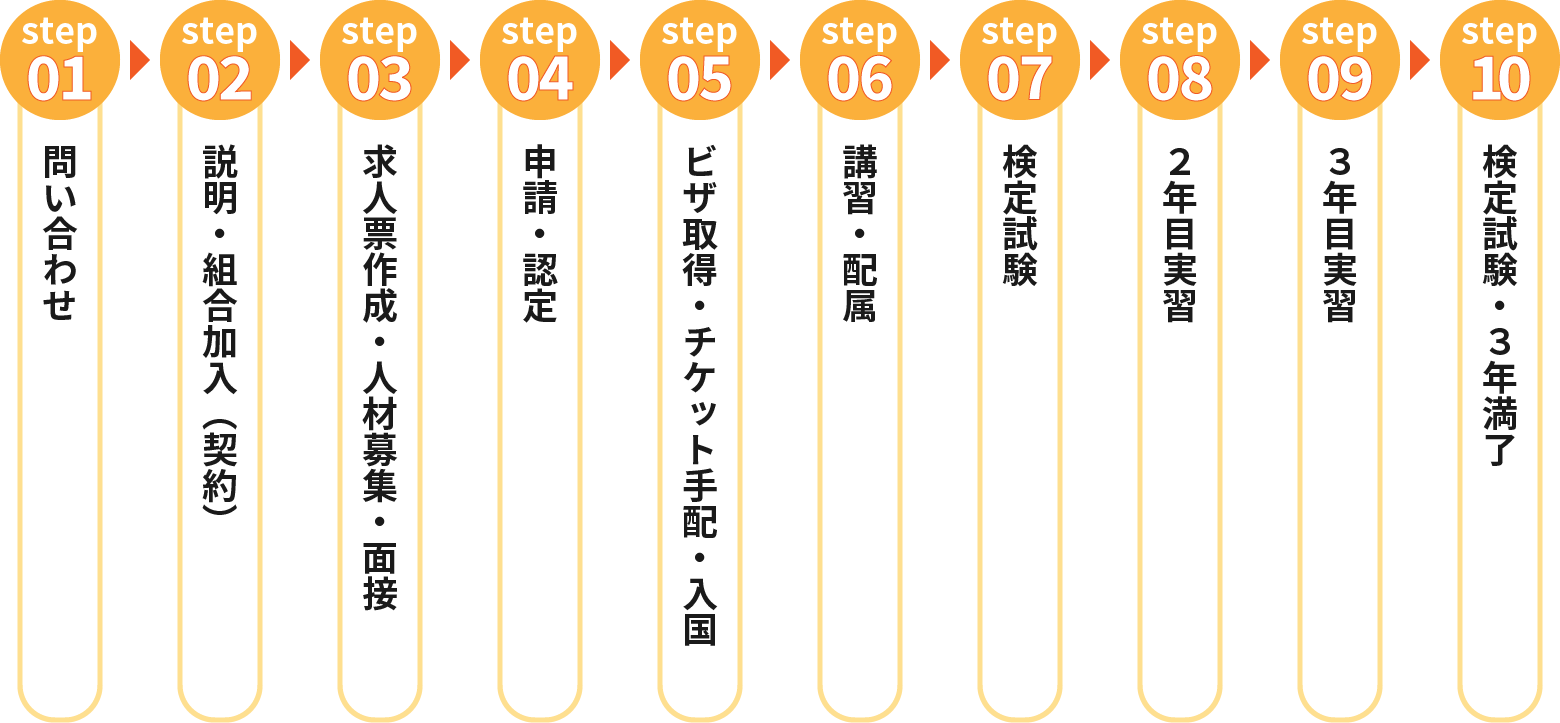 step
01
問い合わせ
step
02
説明・組合加入（契約）
step
03
求人票作成・人材募集・面接
step
04
申請・認定
step
05
ビザ取得・チケット手配・入国
step
06
講習・配属
step
07
検定試験
step
08
２年目実習
step
09
３年目実習
step
10
検定試験・３年満了